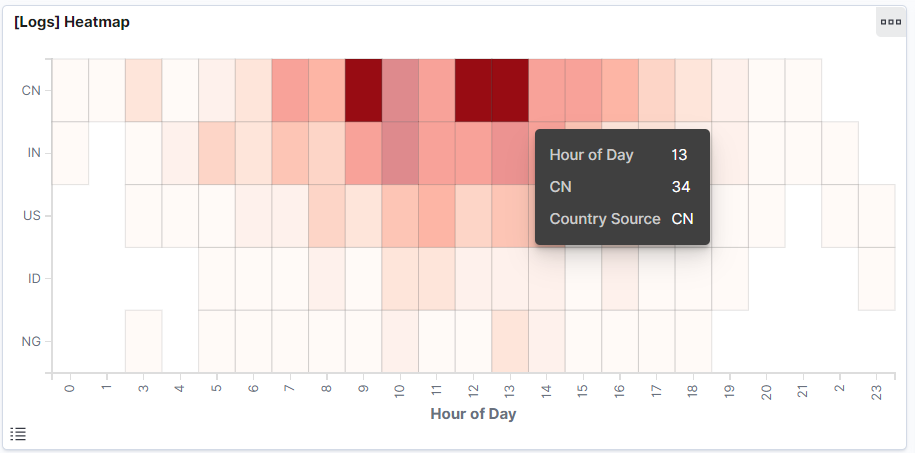 [Logs] Heatmap
CN
IN
US
ID
NG
Hour of Day 13
CN 34
Country Source CN
0 1 3 4 5 6 7 8 9 10 11 12 13 14 15 16 17 18 19 20 21 2 23
Hour of Day